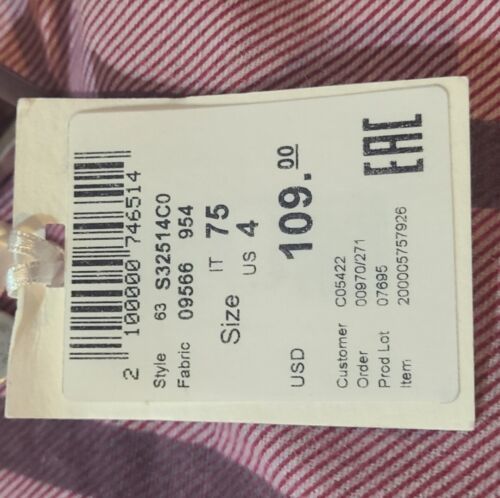 2 100000 746514
Style 63 S32514C0
Fabric 09566 954
Size IT 75
US 4
USD 109.00
Customer C05422
Order 00970/271
Prod Lot 07695
Item 200005757926
EAC